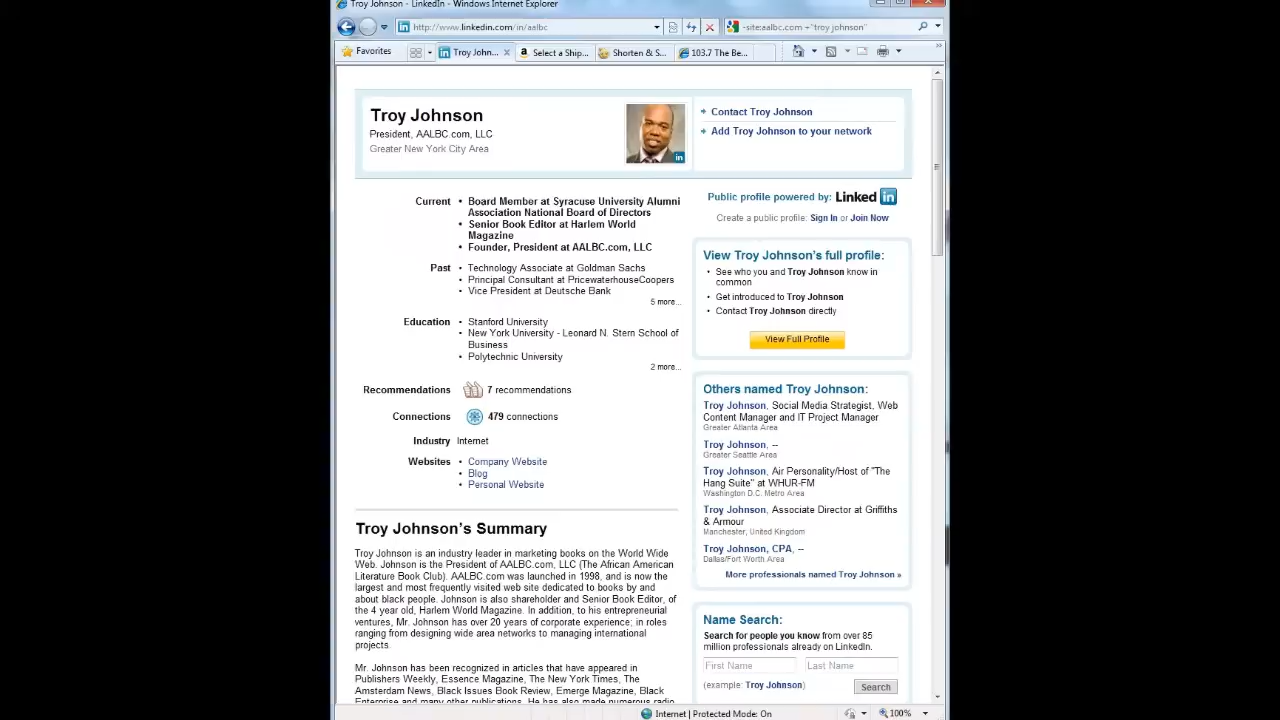 Troy Johnson - LinkedIn - Windows Internet Explorer
http://www.linkedin.com/in/aalbc
-site:aalbc.com +"troy johnson"
Favorites
Troy John...
Select a Ship...
Shorten & S...
103.7 The Be...
Troy Johnson
President, AALBC.com, LLC
Greater New York City Area
in
Contact Troy Johnson
Add Troy Johnson to your network
Current
• Board Member at Syracuse University Alumni
Association National Board of Directors
• Senior Book Editor at Harlem World
Magazine
• Founder, President at AALBC.com, LLC
Past
• Technology Associate at Goldman Sachs
• Principal Consultant at PricewaterhouseCoopers
• Vice President at Deutsche Bank
5 more...
Education
• Stanford University
• New York University - Leonard N. Stern School of
Business
• Polytechnic University
2 more...
Recommendations 7 recommendations
Connections 479 connections
Industry Internet
Websites
• Company Website
• Blog
• Personal Website
Troy Johnson's Summary
Troy Johnson is an industry leader in marketing books on the World Wide
Web. Johnson is the President of AALBC.com, LLC (The African American
Literature Book Club). AALBC.com was launched in 1998, and is now the
largest and most frequently visited web site dedicated to books by and
about black people. Johnson is also shareholder and Senior Book Editor, of
the 4 year old, Harlem World Magazine. In addition, to his entrepreneurial
ventures, Mr. Johnson has over 20 years of corporate experience; in roles
ranging from designing wide area networks to managing international
projects.
Mr. Johnson has been recognized in articles that have appeared in
Publishers Weekly, Essence Magazine, The New York Times, The
Amsterdam News, Black Issues Book Review, Emerge Magazine, Black
Enterprise and many other publications. He has also made numerous radio
Public profile powered by: Linked in
Create a public profile: Sign In or Join Now
View Troy Johnson's full profile:
• See who you and Troy Johnson know in
common
• Get introduced to Troy Johnson
• Contact Troy Johnson directly
View Full Profile
Others named Troy Johnson:
Troy Johnson, Social Media Strategist, Web
Content Manager and IT Project Manager
Greater Atlanta Area
Troy Johnson, --
Greater Seattle Area
Troy Johnson, Air Personality/Host of "The
Hang Suite" at WHUR-FM
Washington D.C. Metro Area
Troy Johnson, Associate Director at Griffiths
& Armour
Manchester, United Kingdom
Troy Johnson, CPA, --
Dallas/Fort Worth Area
More professionals named Troy Johnson »
Name Search:
Search for people you know from over 85
million professionals already on LinkedIn.
First Name
Last Name
(example: Troy Johnson)
Search
Internet | Protected Mode: On
100%